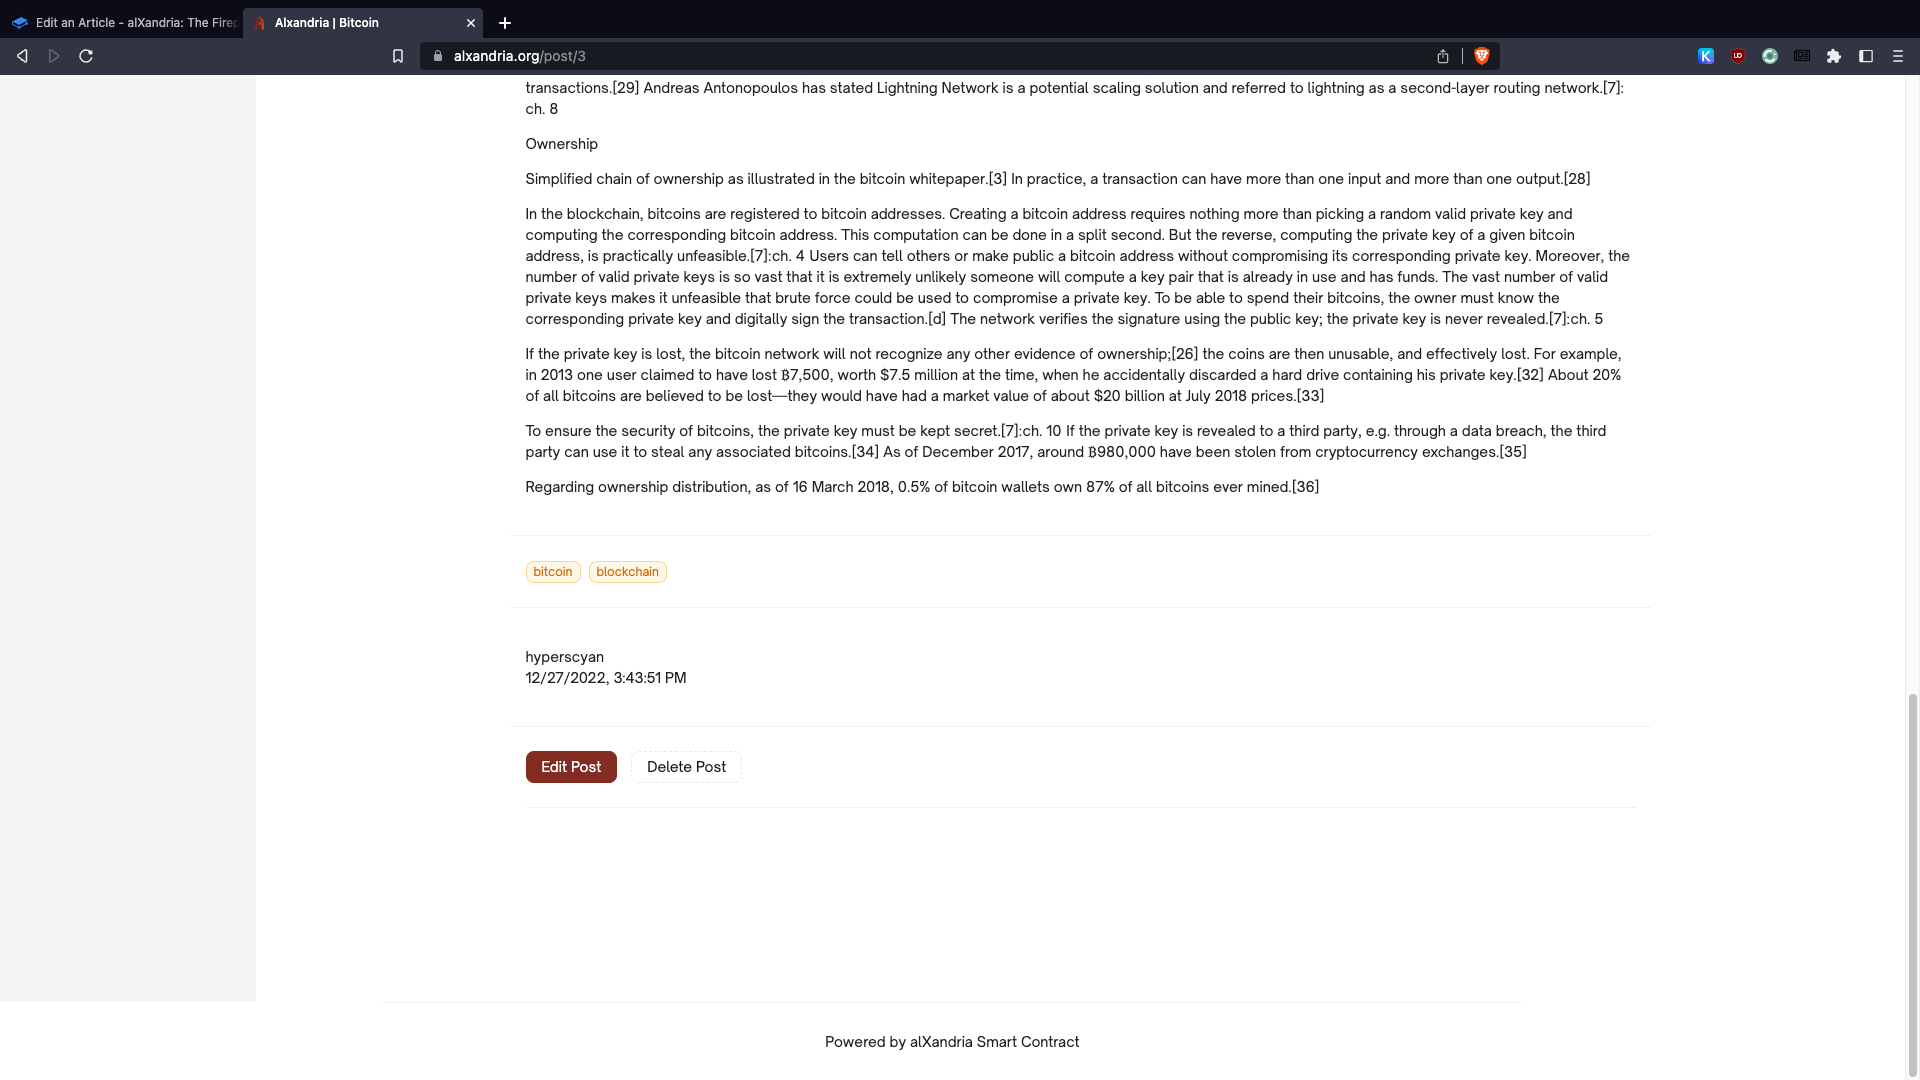 Edit an Article - alXandria: The Firep
Alxandria | Bitcoin
alxandria.org/post/3
transactions.[29] Andreas Antonopoulos has stated Lightning Network is a potential scaling solution and referred to lightning as a second-layer routing network.[7]:
ch. 8
Ownership
Simplified chain of ownership as illustrated in the bitcoin whitepaper.[3] In practice, a transaction can have more than one input and more than one output.[28]
In the blockchain, bitcoins are registered to bitcoin addresses. Creating a bitcoin address requires nothing more than picking a random valid private key and
computing the corresponding bitcoin address. This computation can be done in a split second. But the reverse, computing the private key of a given bitcoin
address, is practically unfeasible.[7]:ch. 4 Users can tell others or make public a bitcoin address without compromising its corresponding private key. Moreover, the
number of valid private keys is so vast that it is extremely unlikely someone will compute a key pair that is already in use and has funds. The vast number of valid
private keys makes it unfeasible that brute force could be used to compromise a private key. To be able to spend their bitcoins, the owner must know the
corresponding private key and digitally sign the transaction.[d] The network verifies the signature using the public key; the private key is never revealed.[7]:ch. 5
If the private key is lost, the bitcoin network will not recognize any other evidence of ownership;[26] the coins are then unusable, and effectively lost. For example,
in 2013 one user claimed to have lost ₿7,500, worth $7.5 million at the time, when he accidentally discarded a hard drive containing his private key.[32] About 20%
of all bitcoins are believed to be lost—they would have had a market value of about $20 billion at July 2018 prices.[33]
To ensure the security of bitcoins, the private key must be kept secret.[7]:ch. 10 If the private key is revealed to a third party, e.g. through a data breach, the third
party can use it to steal any associated bitcoins.[34] As of December 2017, around ₿980,000 have been stolen from cryptocurrency exchanges.[35]
Regarding ownership distribution, as of 16 March 2018, 0.5% of bitcoin wallets own 87% of all bitcoins ever mined.[36]
bitcoin blockchain
hyperscyan
12/27/2022, 3:43:51 PM
Edit Post Delete Post
Powered by alXandria Smart Contract